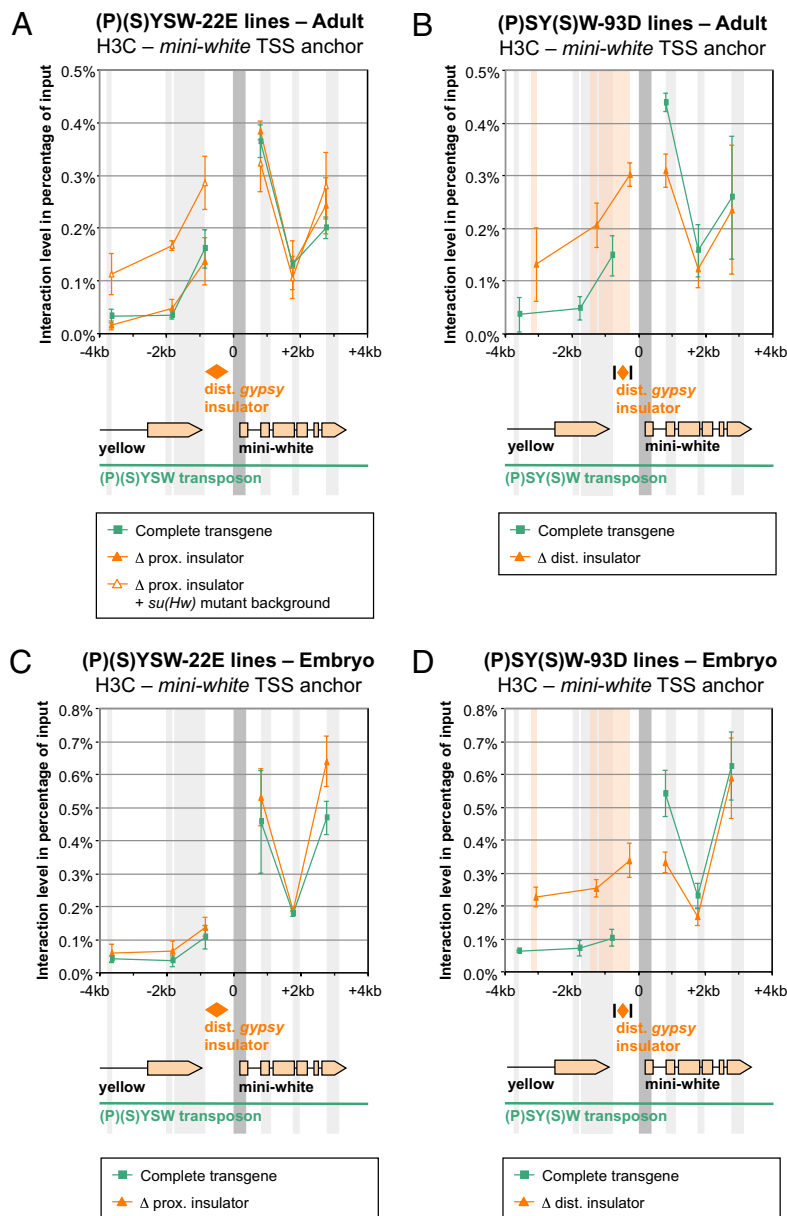 A
(P)(S)YSW-22E lines – Adult
H3C – mini-white TSS anchor
Interaction level in percentage of input
0.5%
0.4%
0.3%
0.2%
0.1%
0.0%
-4kb
-2kb
0
+2kb
+4kb
dist. gypsy
insulator
yellow
mini-white
(P)(S)YSW transposon
Complete transgene
Δ prox. insulator
Δ prox. insulator
+ su(Hw) mutant background
B
(P)SY(S)W-93D lines – Adult
H3C – mini-white TSS anchor
Interaction level in percentage of input
0.5%
0.4%
0.3%
0.2%
0.1%
0.0%
-4kb
-2kb
0
+2kb
+4kb
dist. gypsy
insulator
yellow
mini-white
(P)SY(S)W transposon
Complete transgene
Δ dist. insulator
C
(P)(S)YSW-22E lines – Embryo
H3C – mini-white TSS anchor
Interaction level in percentage of input
0.8%
0.7%
0.6%
0.5%
0.4%
0.3%
0.2%
0.1%
0.0%
-4kb
-2kb
0
+2kb
+4kb
dist. gypsy
insulator
yellow
mini-white
(P)(S)YSW transposon
Complete transgene
Δ prox. insulator
D
(P)SY(S)W-93D lines – Embryo
H3C – mini-white TSS anchor
Interaction level in percentage of input
0.8%
0.7%
0.6%
0.5%
0.4%
0.3%
0.2%
0.1%
0.0%
-4kb
-2kb
0
+2kb
+4kb
dist. gypsy
insulator
yellow
mini-white
(P)SY(S)W transposon
Complete transgene
Δ dist. insulator